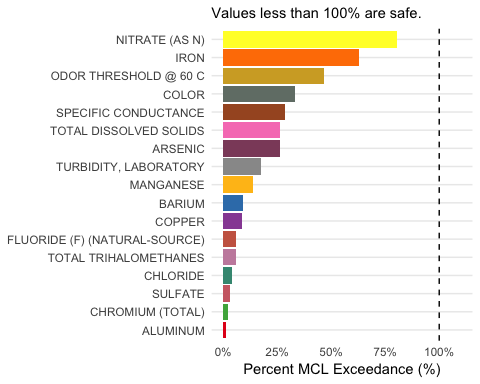 Values less than 100% are safe.
NITRATE (AS N)
IRON
ODOR THRESHOLD @ 60 C
COLOR
SPECIFIC CONDUCTANCE
TOTAL DISSOLVED SOLIDS
ARSENIC
TURBIDITY, LABORATORY
MANGANESE
BARIUM
COPPER
FLUORIDE (F) (NATURAL-SOURCE)
TOTAL TRIHALOMETHANES
CHLORIDE
SULFATE
CHROMIUM (TOTAL)
ALUMINUM
0% 25% 50% 75% 100%
Percent MCL Exceedance (%)